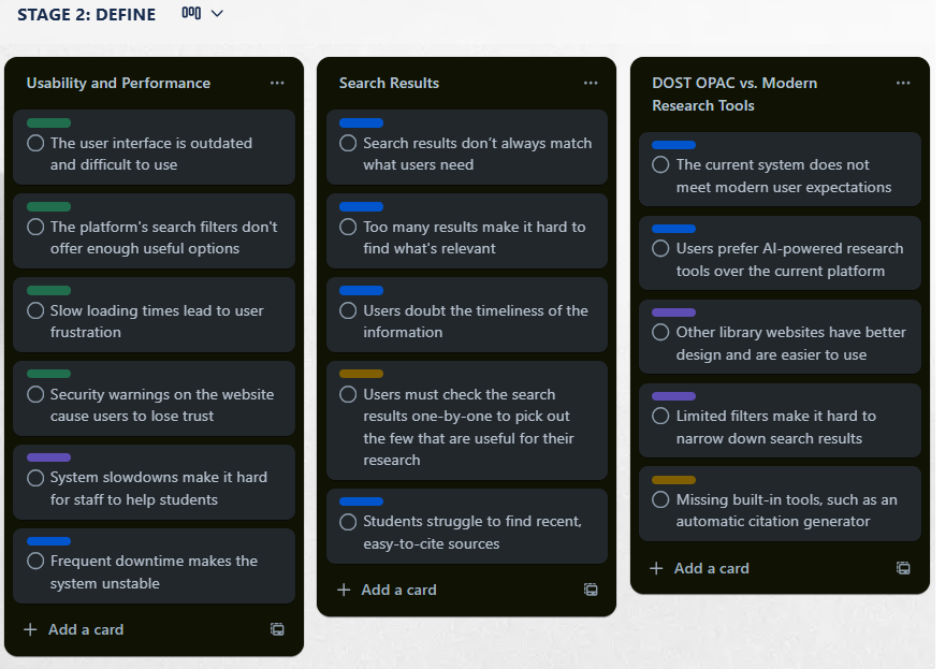 STAGE 2: DEFINE
Usability and Performance
The user interface is outdated
and difficult to use
The platform's search filters don't
offer enough useful options
Slow loading times lead to user
frustration
Security warnings on the website
cause users to lose trust
System slowdowns make it hard
for staff to help students
Frequent downtime makes the
system unstable
Add a card
Search Results
Search results don't always match
what users need
Too many results make it hard to
find what's relevant
Users doubt the timeliness of the
information
Users must check the search
results one-by-one to pick out
the few that are useful for their
research
Students struggle to find recent,
easy-to-cite sources
Add a card
DOST OPAC vs. Modern
Research Tools
The current system does not
meet modern user expectations
Users prefer AI-powered research
tools over the current platform
Other library websites have better
design and are easier to use
Limited filters make it hard to
narrow down search results
Missing built-in tools, such as an
automatic citation generator
Add a card